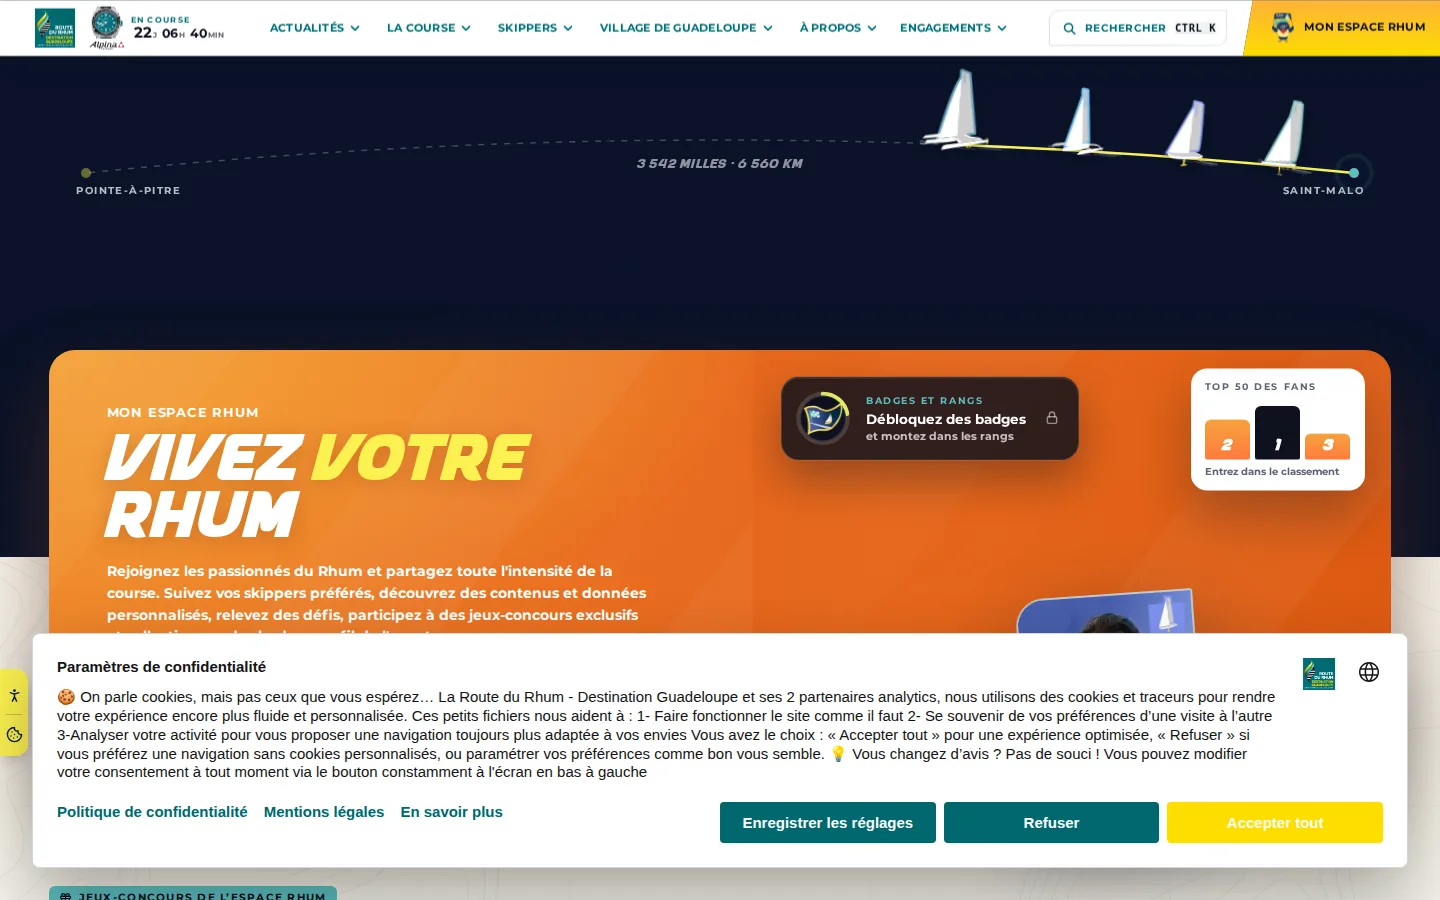 ROUTE
DU RHUM
DESTINATION
GUADELOUPE
Alpina
EN COURSE
22J 06H 40MIN
ACTUALITÉS
LA COURSE
SKIPPERS
VILLAGE DE GUADELOUPE
À PROPOS
ENGAGEMENTS
RECHERCHER CTRL K
MON ESPACE RHUM
3 542 MILLES · 6 560 KM
POINTE-À-PITRE
SAINT-MALO
MON ESPACE RHUM
VIVEZ VOTRE
RHUM
Rejoignez les passionnés du Rhum et partagez toute l'intensité de la
course. Suivez vos skippers préférés, découvrez des contenus et données
personnalisés, relevez des défis, participez à des jeux-concours exclusifs
BADGES ET RANGS
Débloquez des badges
et montez dans les rangs
TOP 50 DES FANS
2 1 3
Entrez dans le classement
Paramètres de confidentialité
🍪 On parle cookies, mais pas ceux que vous espérez… La Route du Rhum - Destination Guadeloupe et ses 2 partenaires analytics, nous utilisons des cookies et traceurs pour rendre
votre expérience encore plus fluide et personnalisée. Ces petits fichiers nous aident à : 1- Faire fonctionner le site comme il faut 2- Se souvenir de vos préférences d'une visite à l'autre
3-Analyser votre activité pour vous proposer une navigation toujours plus adaptée à vos envies Vous avez le choix : « Accepter tout » pour une expérience optimisée, « Refuser » si
vous préférez une navigation sans cookies personnalisés, ou paramétrer vos préférences comme bon vous semble. 💡 Vous changez d'avis ? Pas de souci ! Vous pouvez modifier
votre consentement à tout moment via le bouton constamment à l'écran en bas à gauche
ROUTE
DU RHUM
DESTINATION
GUADELOUPE
Politique de confidentialité
Mentions légales
En savoir plus
Enregistrer les réglages
Refuser
Accepter tout
JEUX-CONCOURS DE L'ESPACE RHUM